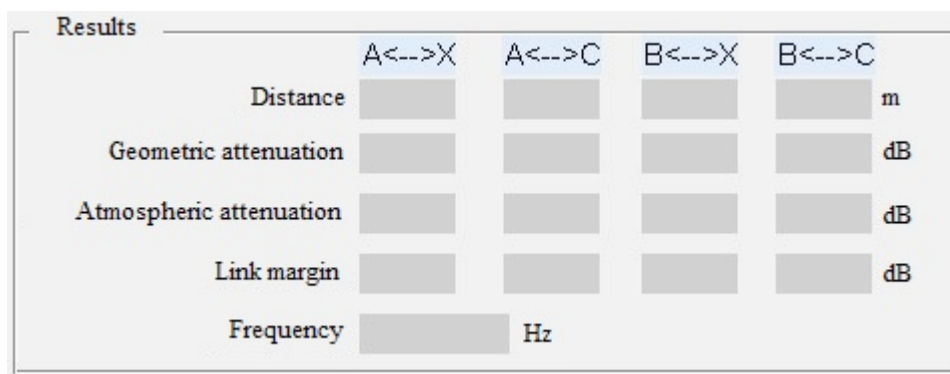 Results
A<-->X A<-->C B<-->X B<-->C
Distance m
Geometric attenuation dB
Atmospheric attenuation dB
Link margin dB
Frequency Hz